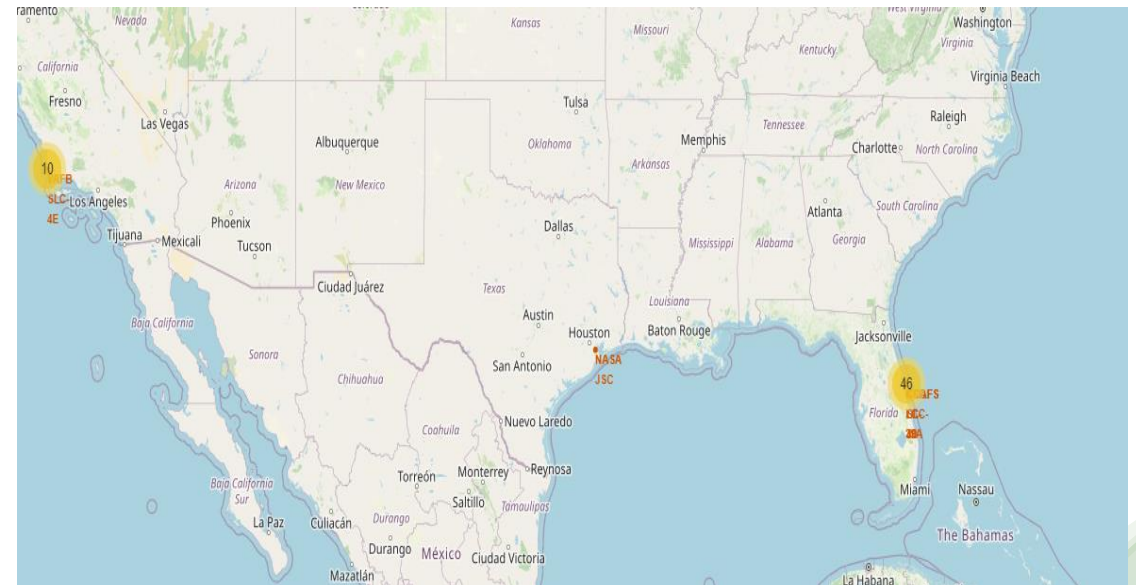 ramento
Nevada
Kansas
Missouri
Kentucky
West Virginia
Washington
Virginia
California
Virginia Beach
Fresno
Las Vegas
Tulsa
Raleigh
Albuquerque
Oklahoma
Memphis
Tennessee
Charlotte
North Carolina
Arkansas
10
Arizona
New Mexico
SLC-
4E
Los Angeles
Phoenix
Atlanta
South Carolina
Tijuana
Mexicali
Tucson
Dallas
Mississippi
Alabama
Georgia
Ciudad Juárez
Texas
Louisiana
Baja California
Austin
Houston
Baton Rouge
Jacksonville
Sonora
San Antonio
NASA
JSC
Chihuahua
46
Florida
Coahuila
Nuevo Laredo
Torreón
Monterrey
Reynosa
Baja California
Sur
Saltillo
Tamaulipas
Miami
Nassau
La Paz
Culiacán
Durango
The Bahamas
Durango
México
Ciudad Victoria
Mazatlán
La Habana